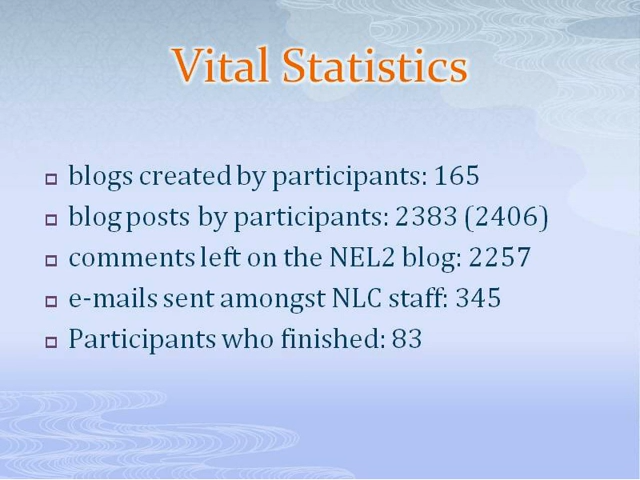 Vital Statistics
blogs created by participants: 165
blog posts by participants: 2383 (2406)
comments left on the NEL2 blog: 2257
e-mails sent amongst NLC staff: 345
Participants who finished: 83